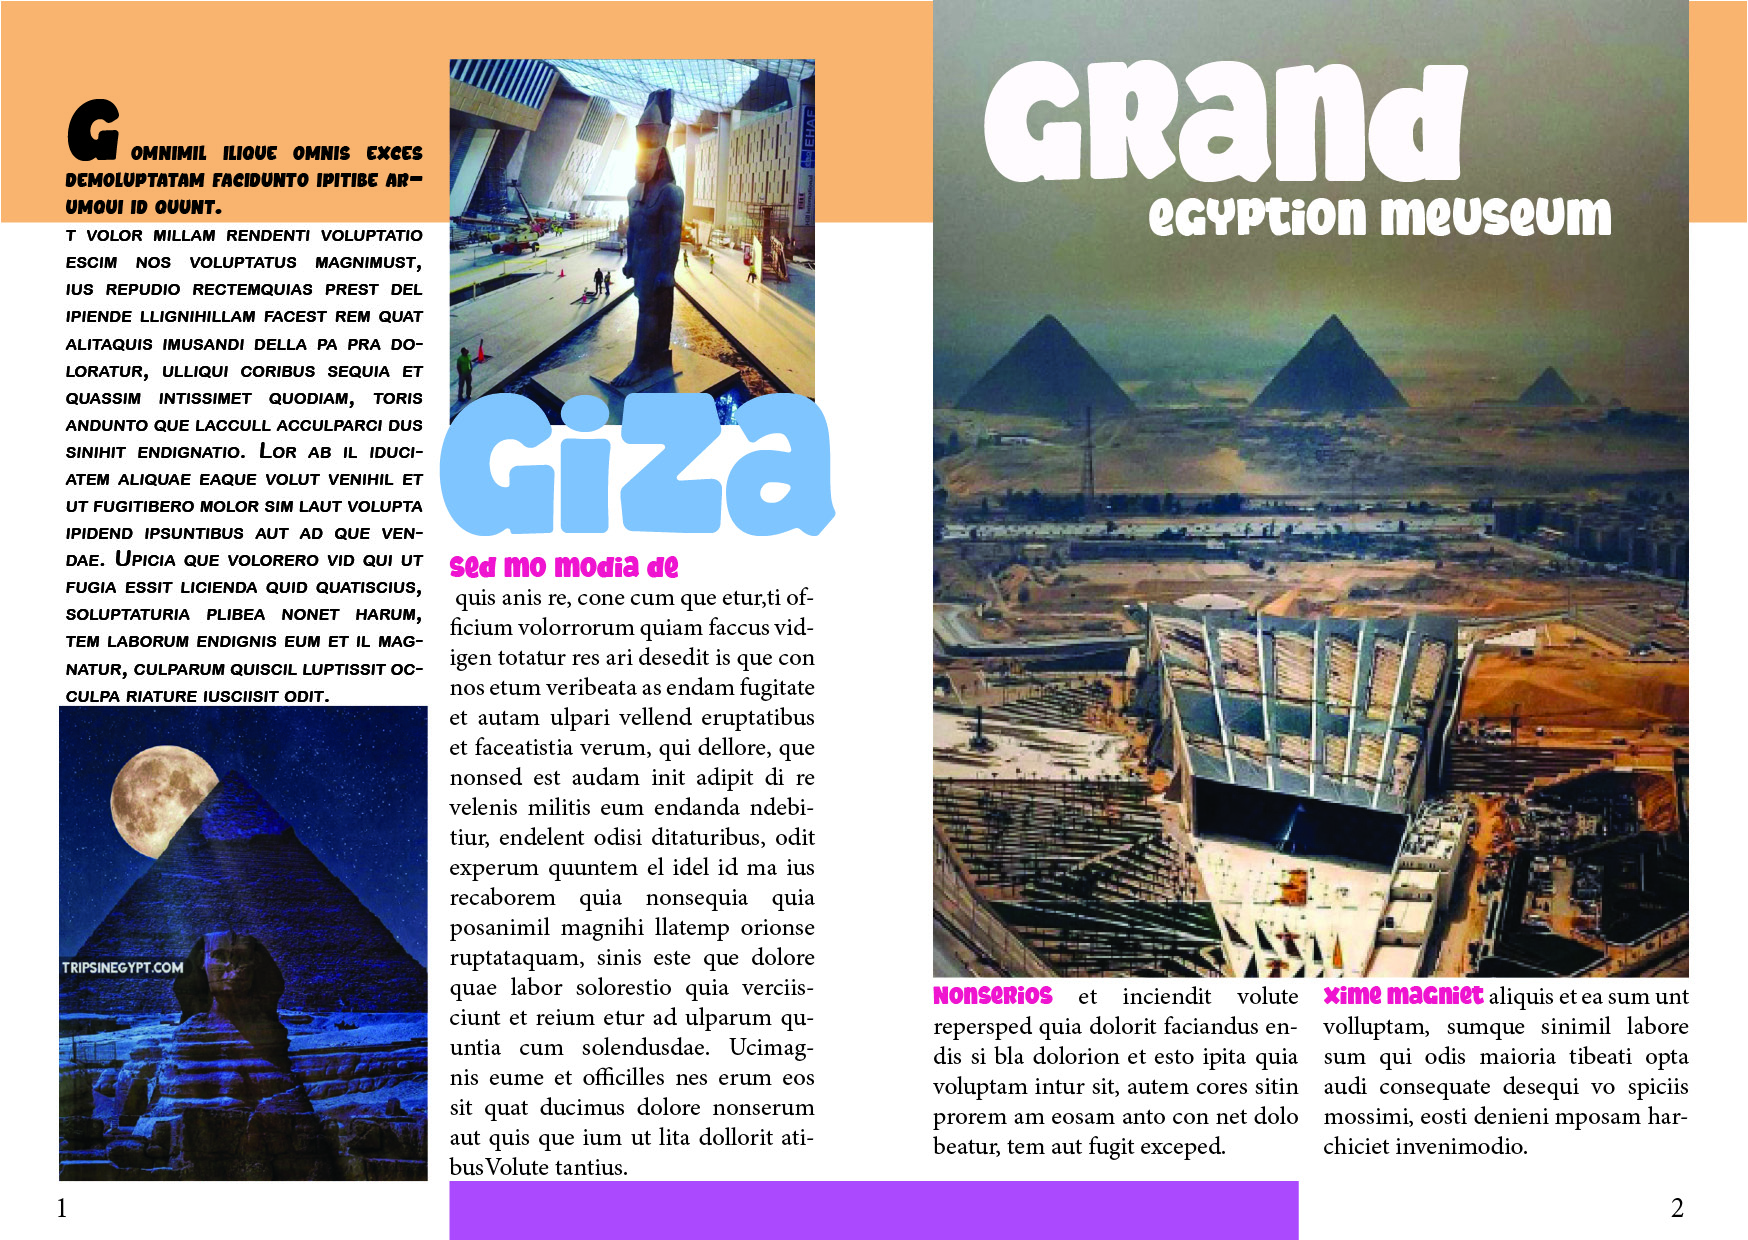 G OMNIMIL ILIQUE OMNIS EXCES
DEMOLUPTATAM FACIDUNTO IPITIBE AR-
UMQUI ID QUUNT.
T VOLOR MILLAM RENDENTI VOLUPTATIO
ESCIM NOS VOLUPTATUS MAGNIMUST,
IUS REPUDIO RECTEMQUIAS PREST DEL
IPIENDE LLIGNIHILLAM FACEST REM QUAT
ALITAQUIS IMUSANDI DELLA PA PRA DO-
LORATUR, ULLIQUI CORIBUS SEQUIA ET
QUASSIM INTISSIMET QUODIAM, TORIS
ANDUNTO QUE LACCULL ACCULPARCI DUS
SINIHIT ENDIGNATIO. LOR AB IL IDUCI-
ATEM ALIQUAE EAQUE VOLUT VENIHIL ET
UT FUGITIBERO MOLOR SIM LAUT VOLUPTA
IPIDEND IPSUNTIBUS AUT AD QUE VEN-
DAE. UPICIA QUE VOLORERO VID QUI UT
FUGIA ESSIT LICIENDA QUID QUATISCIUS,
SOLUPTATURIA PLIBEA NONET HARUM,
TEM LABORUM ENDIGNIS EUM ET IL MAG-
NATUR, CULPARUM QUISCIL LUPTISSIT OC-
CULPA RIATURE IUSCIISIT ODIT.
TRIPSINEGYPT.COM
1
EHAF
Giza
sed mo modia de
quis anis re, cone cum que etur,ti of-
ficium volorrorum quiam faccus vid-
igen totatur res ari desedit is que con
nos etum veribeata as endam fugitate
et autam ulpari vellend eruptatibus
et faceatistia verum, qui dellore, que
nonsed est audam init adipit di re
velenis militis eum endanda ndebi-
tiur, endelent odisi ditaturibus, odit
experum quuntem el idel id ma ius
recaborem quia nonsequia quia
posanimil magnihi llatemp orionse
ruptataquam, sinis este que dolore
quae labor solorestio quia verciis-
ciunt et reium etur ad ulparum qu-
untia cum solendusdae. Ucimag-
nis eume et officilles nes erum eos
sit quat ducimus dolore nonserum
aut quis que ium ut lita dollorit ati-
busVolute tantius.
Grand
egyption meuseum
Nonserios et inciendit volute
repersped quia dolorit faciandus en-
dis si bla dolorion et esto ipita quia
voluptam intur sit, autem cores sitin
prorem am eosam anto con net dolo
beatur, tem aut fugit exceped.
xime magniet aliquis et ea sum unt
volluptam, sumque sinimil labore
sum qui odis maioria tibeati opta
audi consequate desequi vo spiciis
mossimi, eosti denieni mposam har-
chiciet invenimodio.
2